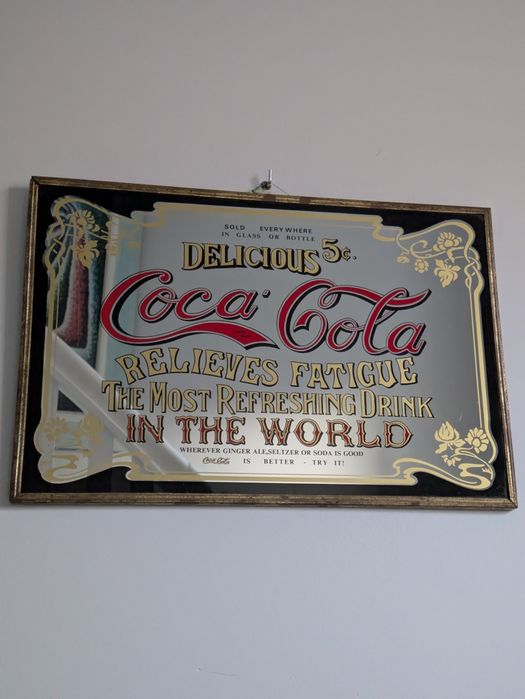 SOLD EVERYWHERE
IN GLASS OR BOTTLE
DELICIOUS 5¢.
Coca-Cola
RELIEVES FATIGUE
THE MOST REFRESHING DRINK
IN THE WORLD
WHEREVER GINGER ALE,SELTZER OR SODA IS GOOD
Coca-Cola IS BETTER - TRY IT!